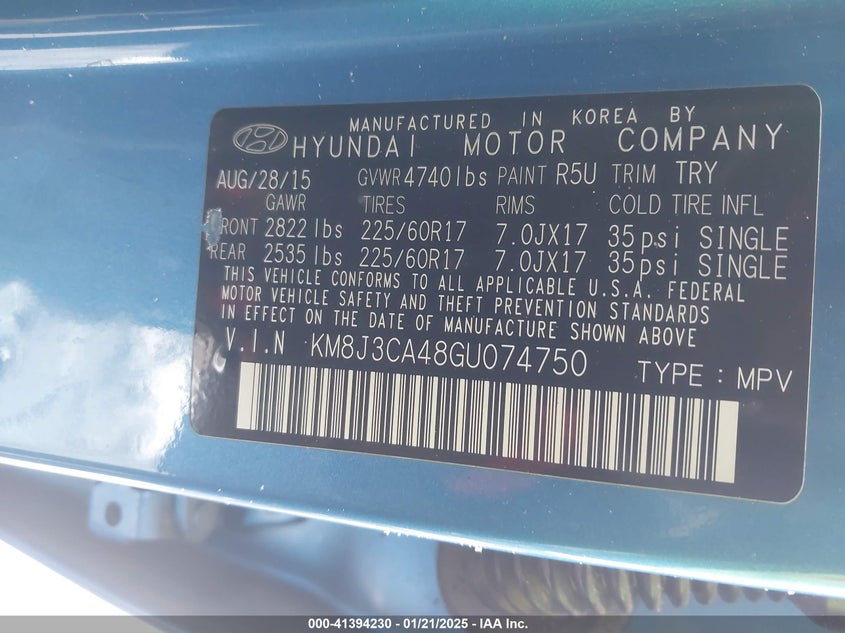 MANUFACTURED IN KOREA BY
HYUNDAI MOTOR COMPANY
AUG/28/15 GVWR 4740lbs PAINT R5U TRIM TRY
GAWR TIRES RIMS COLD TIRE INFL
FRONT 2822 lbs 225/60R17 7.0JX17 35psi SINGLE
REAR 2535 lbs 225/60R17 7.0JX17 35psi SINGLE
THIS VEHICLE CONFORMS TO ALL APPLICABLE U.S.A. FEDERAL
MOTOR VEHICLE SAFETY AND THEFT PREVENTION STANDARDS
IN EFFECT ON THE DATE OF MANUFACTURE SHOWN ABOVE
V.I.N KM8J3CA48GU074750 TYPE : MPV
000-41394230 - 01/21/2025 - IAA Inc.